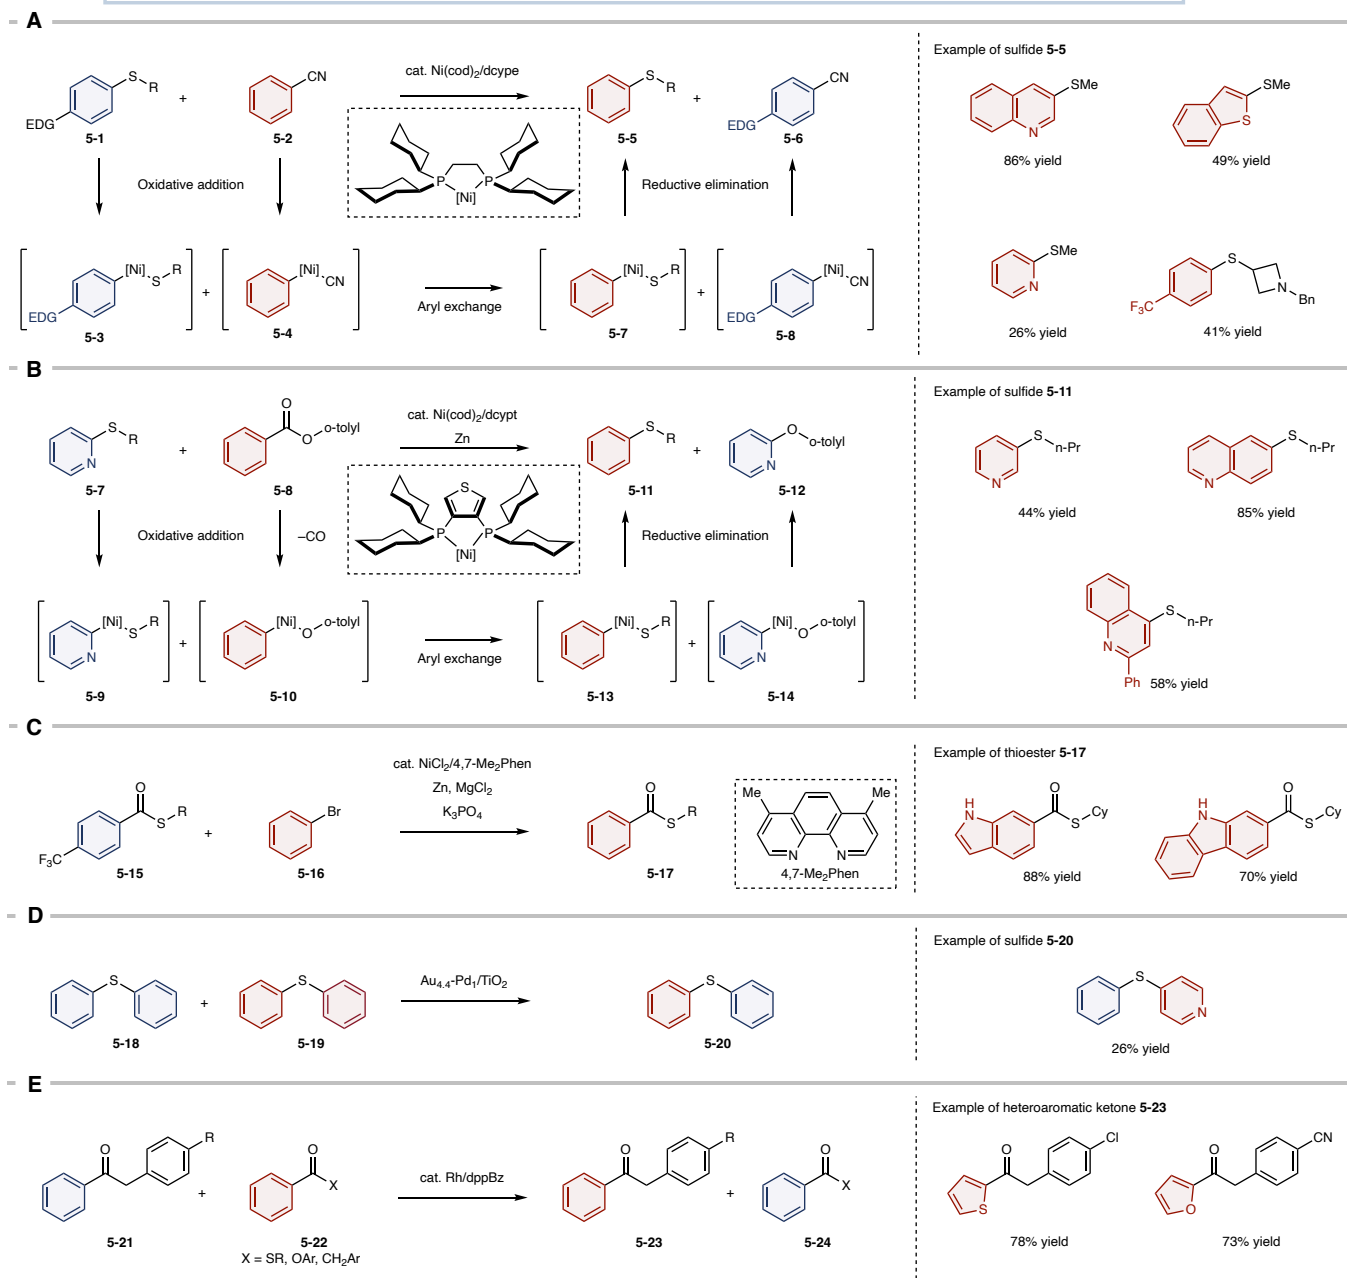 A
S
R
EDG
5-1
+
CN
5-2
cat. Ni(cod)2/dcype
P
P
[Ni]
S
R
5-5
+
CN
EDG
5-6
Oxidative addition
Reductive elimination
[Ni]
S
R
EDG
5-3
+
[Ni]
CN
5-4
Aryl exchange
[Ni]
S
R
5-7
+
[Ni]
CN
EDG
5-8
Example of sulfide 5-5
SMe
N
86% yield
SMe
S
49% yield
SMe
N
26% yield
S
F3C
N
Bn
41% yield
B
S
R
N
5-7
+
O
O
o-tolyl
5-8
cat. Ni(cod)2/dcypt
Zn
S
P
P
[Ni]
S
R
5-11
+
O
o-tolyl
N
5-12
Oxidative addition
–CO
Reductive elimination
[Ni]
S
R
N
5-9
+
[Ni]
O
o-tolyl
5-10
Aryl exchange
[Ni]
S
R
5-13
+
[Ni]
O
o-tolyl
N
5-14
Example of sulfide 5-11
S
n-Pr
N
44% yield
S
n-Pr
N
85% yield
S
n-Pr
N
Ph
58% yield
C
O
S
R
F3C
5-15
+
Br
5-16
cat. NiCl2/4,7-Me2Phen
Zn, MgCl2
K3PO4
O
S
R
5-17
Me
Me
N
N
4,7-Me2Phen
Example of thioester 5-17
H
N
O
S
Cy
88% yield
H
N
O
S
Cy
70% yield
D
S
5-18
+
S
5-19
Au4.4-Pd1/TiO2
S
5-20
Example of sulfide 5-20
S
N
26% yield
E
O
R
5-21
+
O
X
5-22
X = SR, OAr, CH2Ar
cat. Rh/dppBz
O
R
5-23
+
O
X
5-24
Example of heteroaromatic ketone 5-23
O
Cl
S
78% yield
O
CN
O
73% yield